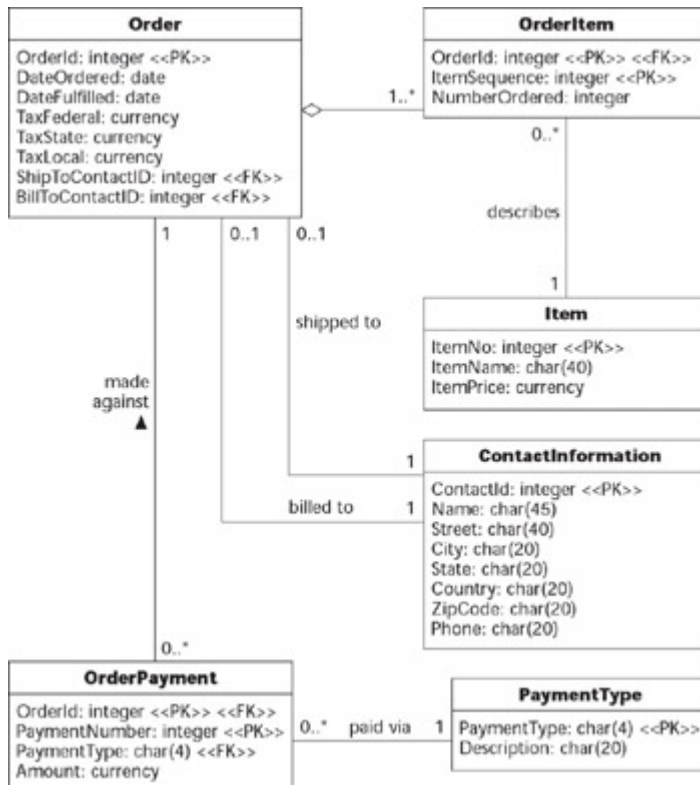 Order
OrderId: integer <<PK>>
DateOrdered: date
DateFulfilled: date
TaxFederal: currency
TaxState: currency
TaxLocal: currency
ShipToContactID: integer <<FK>>
BillToContactID: integer <<FK>>
OrderItem
OrderId: integer <<PK>> <<FK>>
ItemSequence: integer <<PK>>
NumberOrdered: integer
1..*
0..*
describes
1
1
0..1
0..1
shipped to
Item
ItemNo: integer <<PK>>
ItemName: char(40)
ItemPrice: currency
made
against
1
billed to
1
ContactInformation
ContactId: integer <<PK>>
Name: char(45)
Street: char(40)
City: char(20)
State: char(20)
Country: char(20)
ZipCode: char(20)
Phone: char(20)
0..*
OrderPayment
OrderId: integer <<PK>> <<FK>>
PaymentNumber: integer <<PK>>
PaymentType: char(4) <<FK>>
Amount: currency
0..*
paid via
1
PaymentType
PaymentType: char(4) <<PK>>
Description: char(20)